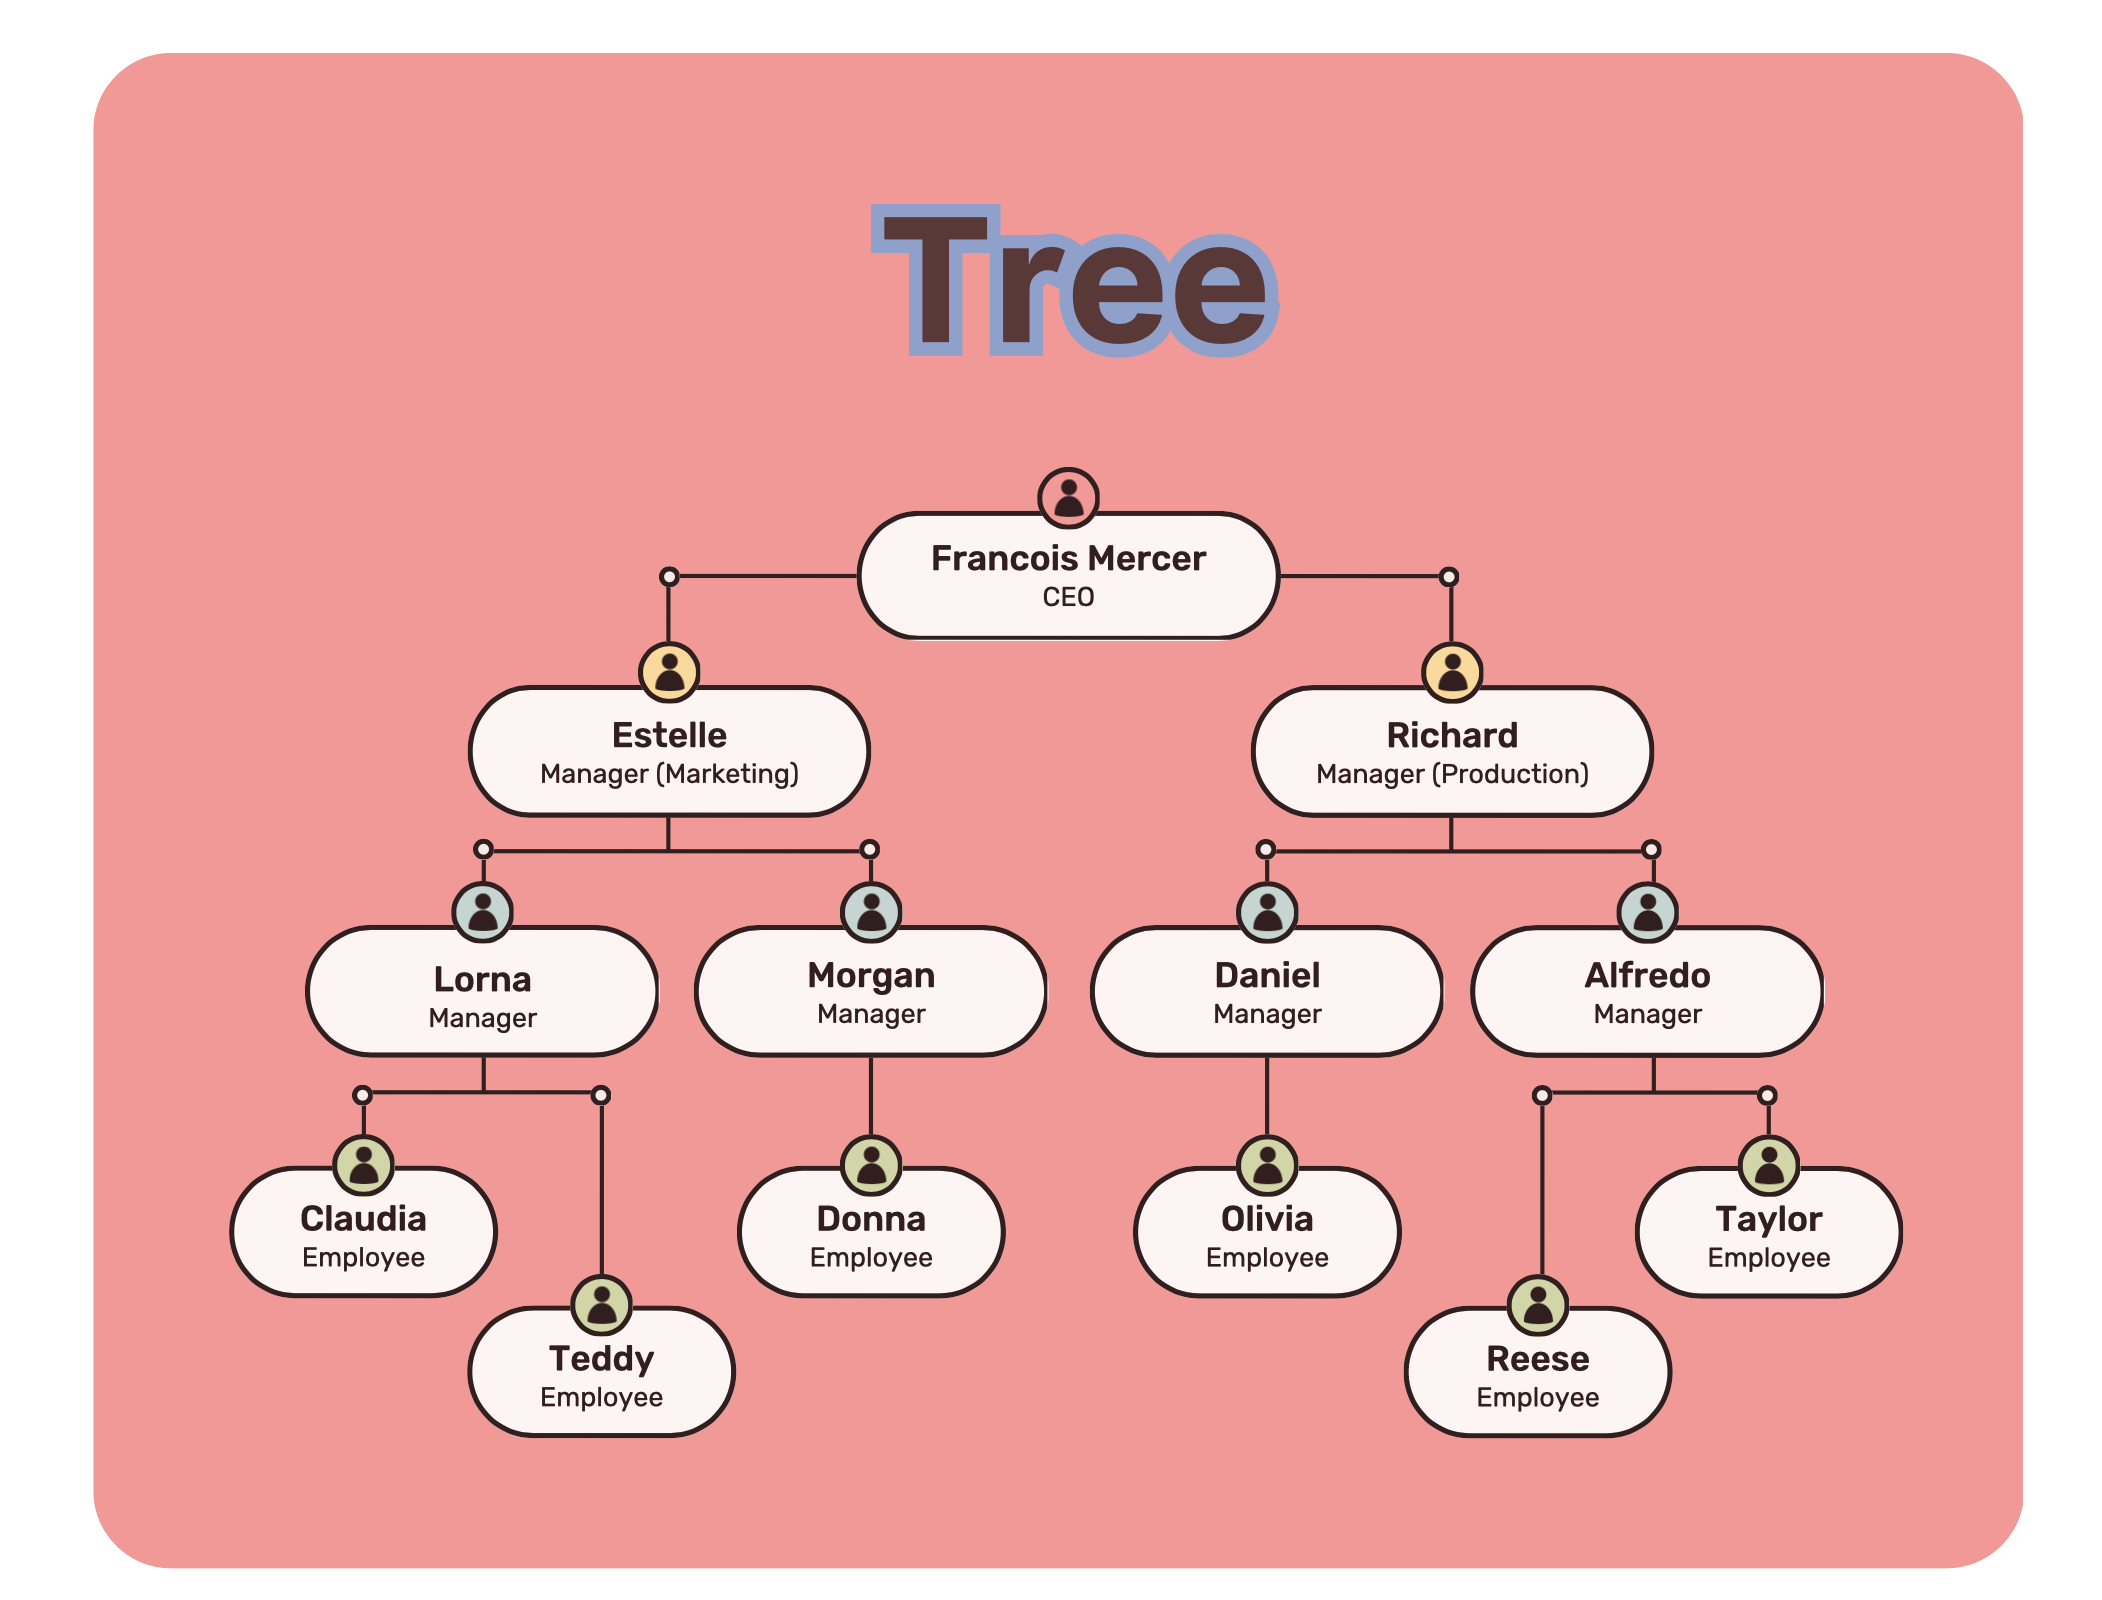 Tree
Francois Mercer
CEO
Estelle
Manager (Marketing)
Richard
Manager (Production)
Lorna
Manager
Morgan
Manager
Daniel
Manager
Alfredo
Manager
Claudia
Employee
Donna
Employee
Olivia
Employee
Taylor
Employee
Teddy
Employee
Reese
Employee